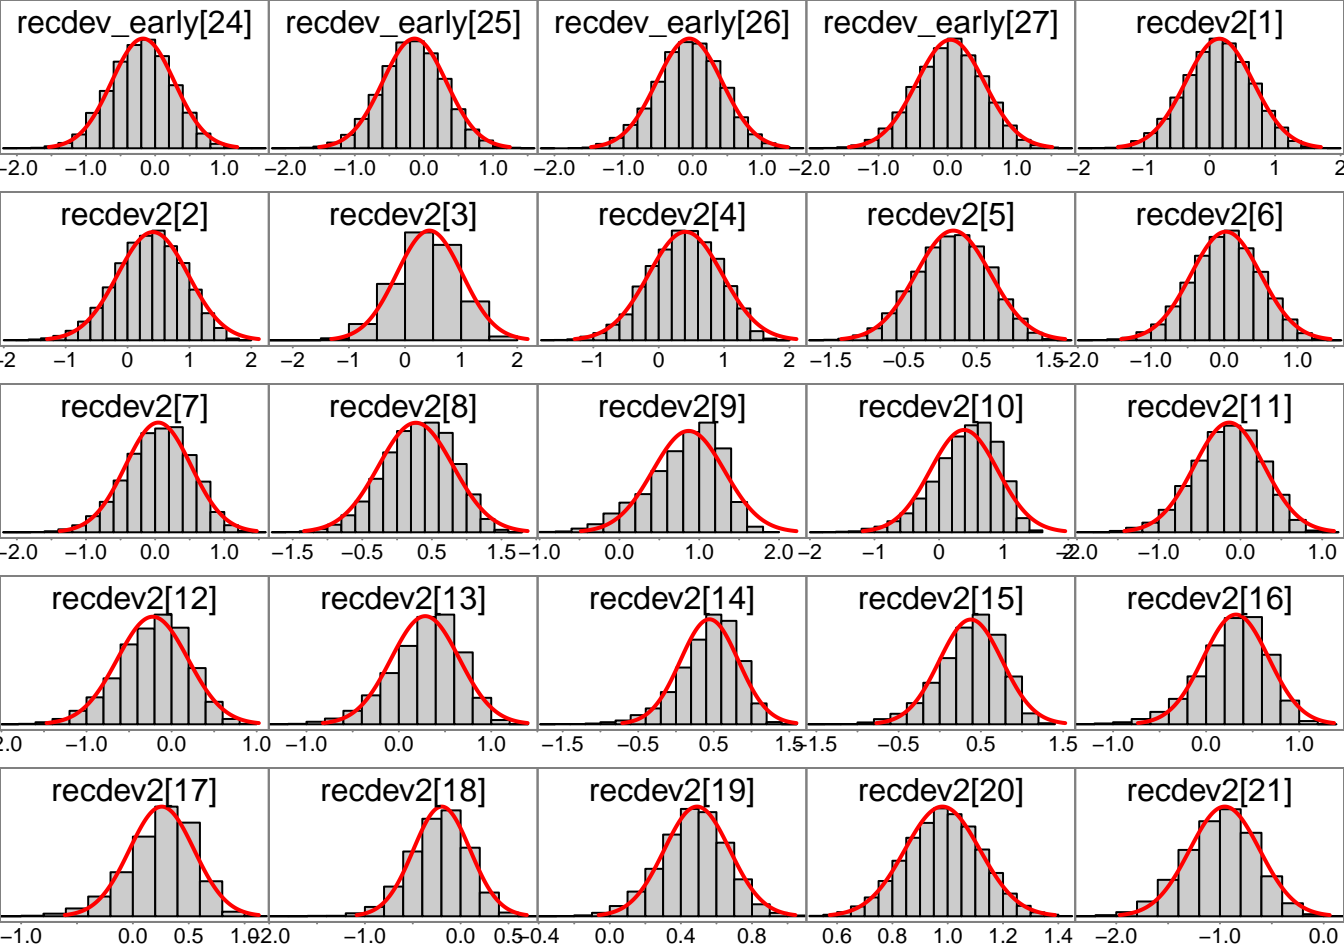 recdev_early[24] recdev_early[25] recdev_early[26] recdev_early[27] recdev2[1]
−2.0 −1.0 0.0 1.0 −2.0 −1.0 0.0 1.0 −2.0 −1.0 0.0 1.0 −2.0 −1.0 0.0 1.0 −2 −1 0 1 2
recdev2[2] recdev2[3] recdev2[4] recdev2[5] recdev2[6]
−2 −1 0 1 2 −2 −1 0 1 2 −1 0 1 2 −1.5 −0.5 0.5 1.5 −2.0 −1.0 0.0 1.0
recdev2[7] recdev2[8] recdev2[9] recdev2[10] recdev2[11]
−2.0 −1.0 0.0 1.0 −1.5 −0.5 0.5 1.5 −1.0 0.0 1.0 2.0 −2 −1 0 1 2 −2.0 −1.0 0.0 1.0
recdev2[12] recdev2[13] recdev2[14] recdev2[15] recdev2[16]
−2.0 −1.0 0.0 1.0 −1.0 0.0 1.0 −1.5 −0.5 0.5 1.5 −1.5 −0.5 0.5 1.5 −1.0 0.0 1.0
recdev2[17] recdev2[18] recdev2[19] recdev2[20] recdev2[21]
−1.0 0.0 0.5 1.0 −2.0 −1.0 0.0 0.5 −0.4 0.0 0.4 0.8 0.6 0.8 1.0 1.2 1.4 −2.0 −1.0 0.0